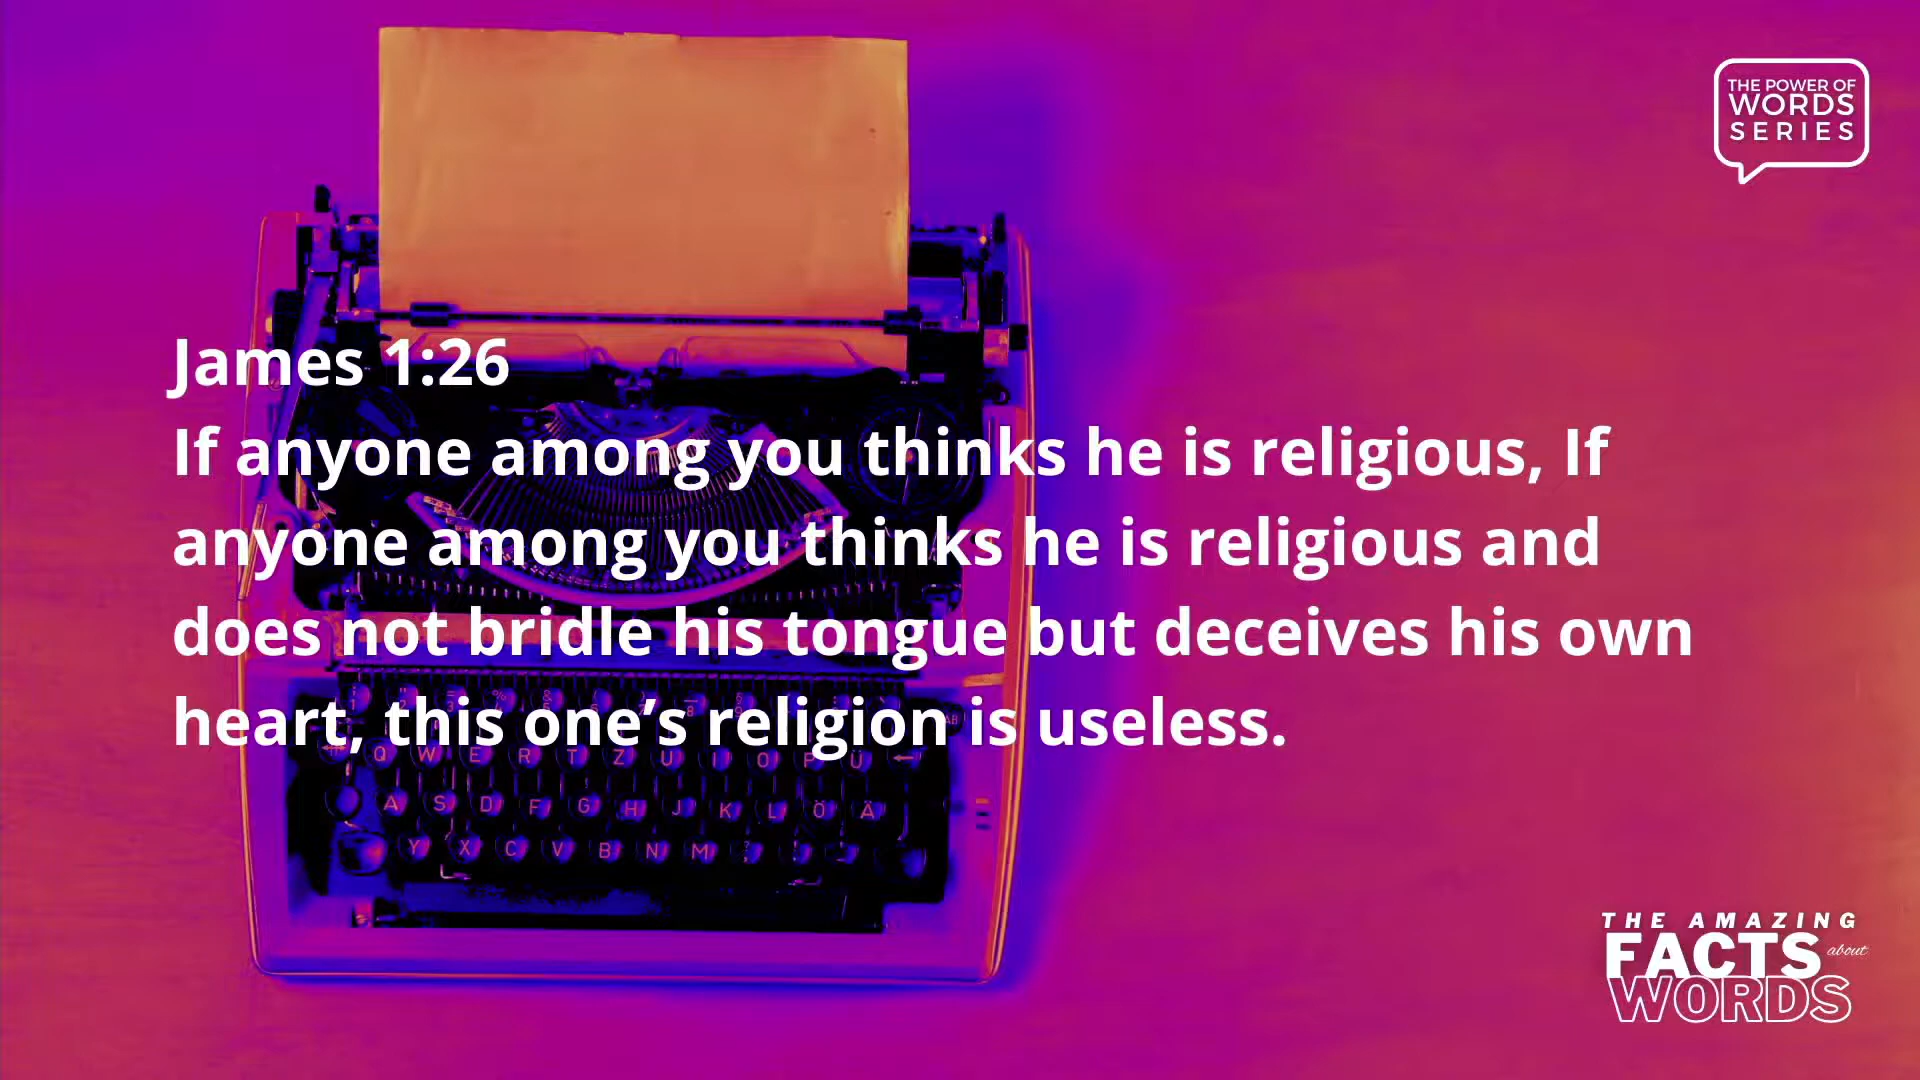 THE POWER OF
WORDS
SERIES
James 1:26
If anyone among you thinks he is religious, If
anyone among you thinks he is religious and
does not bridle his tongue but deceives his own
heart, this one’s religion is useless.
Q W E R T Z U I O P Ü ←
A S D F G H J K L Ö Ä
Y X C V B N M
THE AMAZING
FACTS about
WORDS